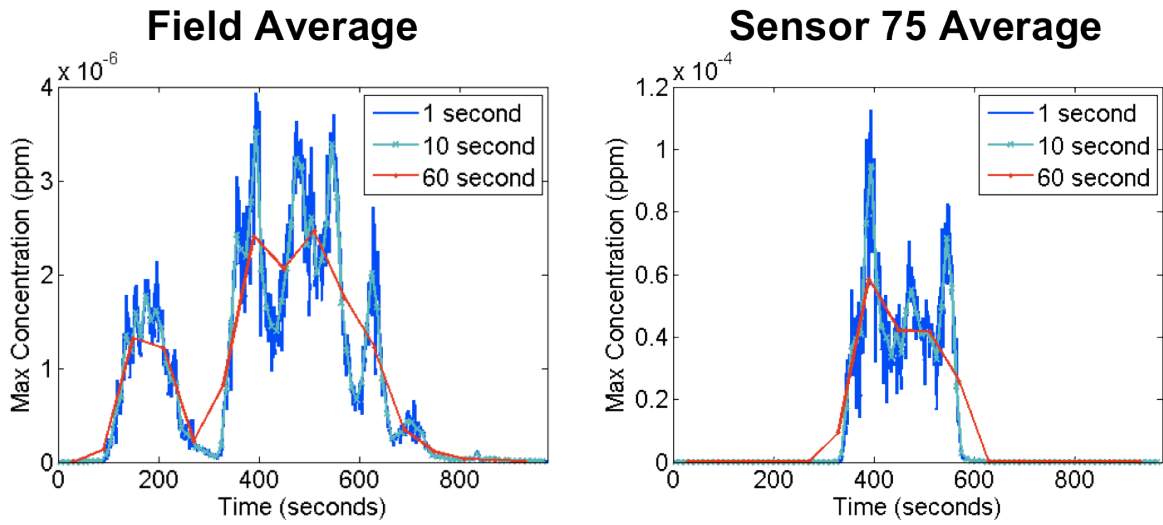 Field Average
x 10-6
4
3
2
1
0
Max Concentration (ppm)
0
200
400
600
800
Time (seconds)
1 second
10 second
60 second
Sensor 75 Average
x 10-4
1.2
1
0.8
0.6
0.4
0.2
0
Max Concentration (ppm)
0
200
400
600
800
Time (seconds)
1 second
10 second
60 second